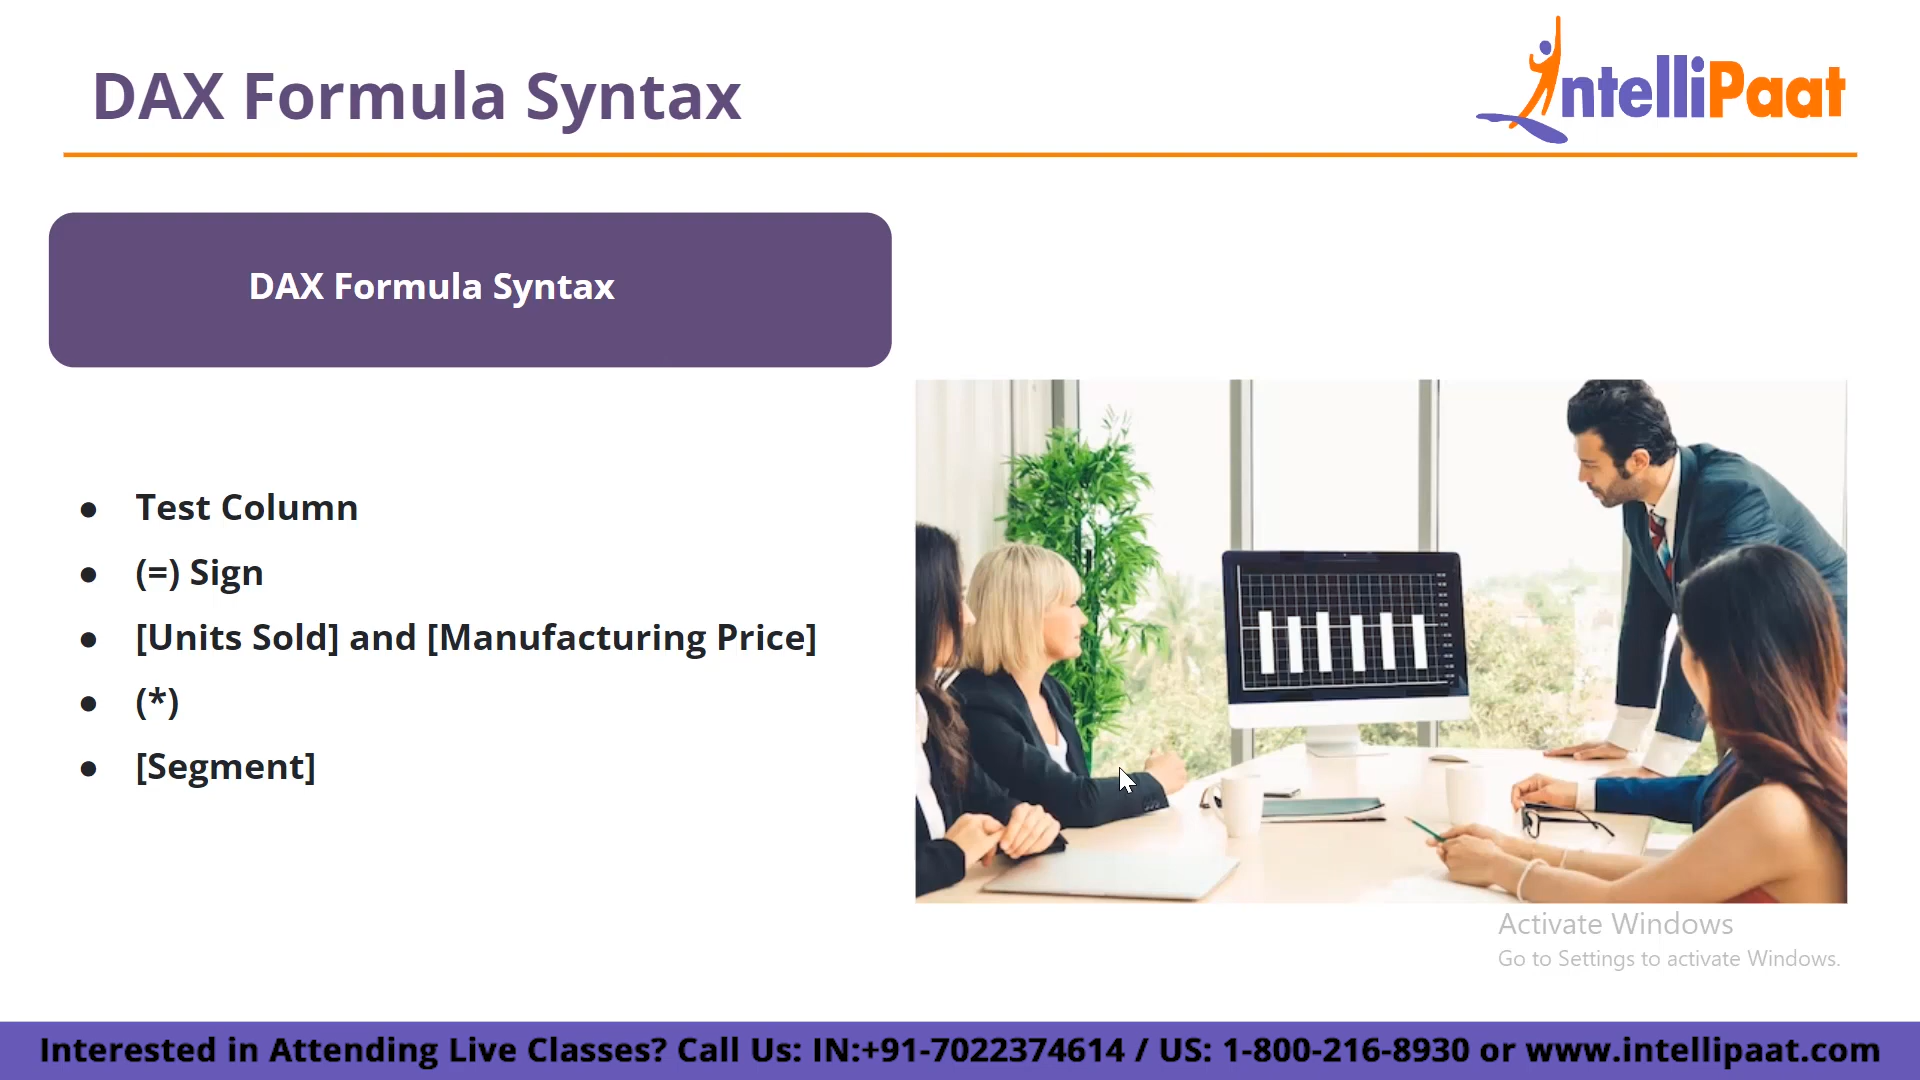 DAX Formula Syntax
IntelliPaat
DAX Formula Syntax
● Test Column
● (=) Sign
● [Units Sold] and [Manufacturing Price]
● (*)
● [Segment]
Activate Windows
Go to Settings to activate Windows.
Interested in Attending Live Classes? Call Us: IN:+91-7022374614 / US: 1-800-216-8930 or www.intellipaat.com